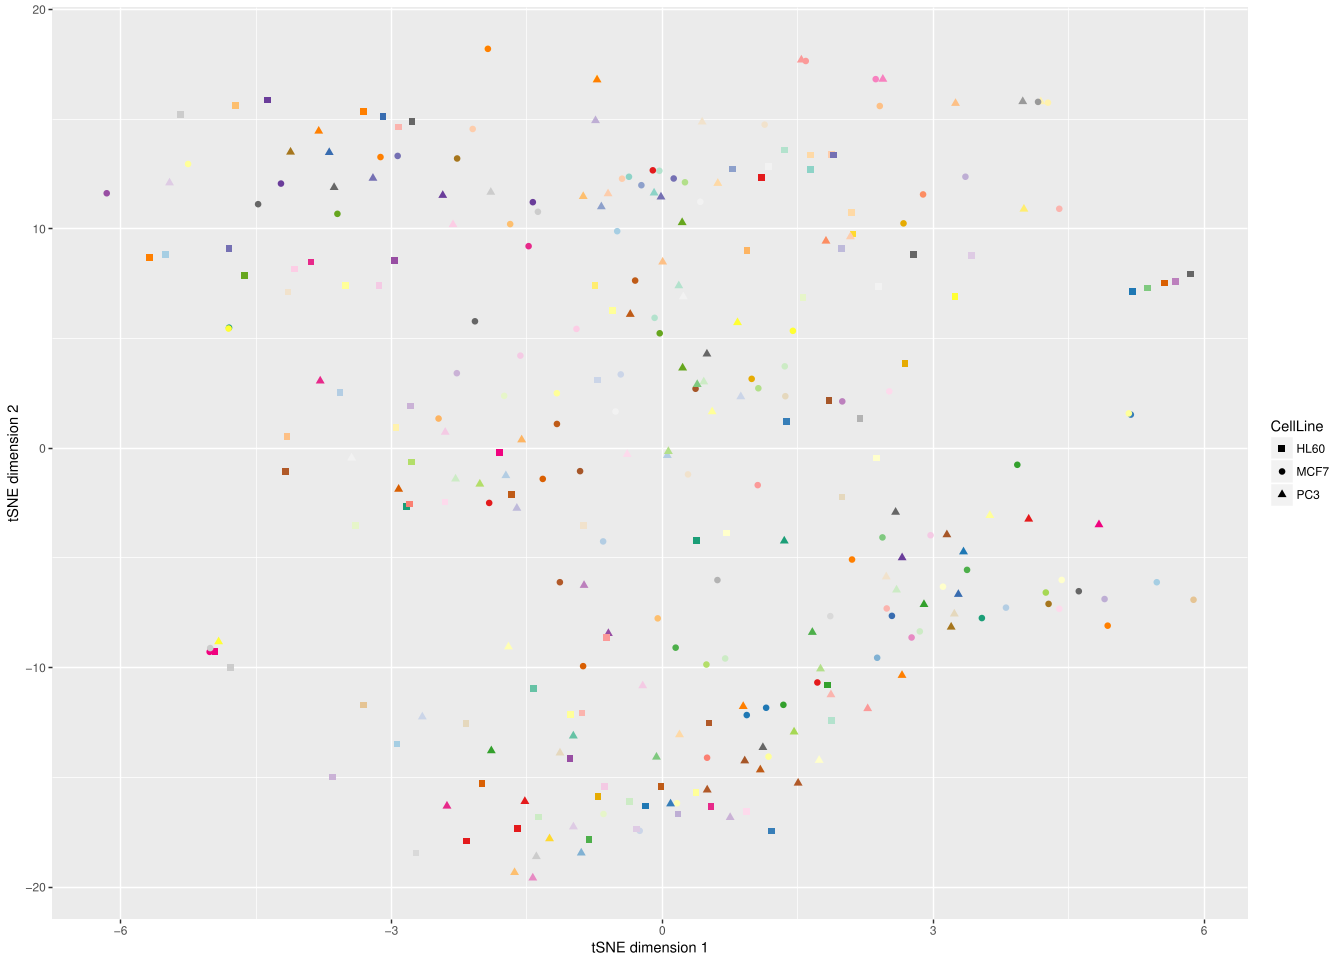 20
10
0
−10
−20
−6
−3
0
3
6
tSNE dimension 1
tSNE dimension 2
CellLine
HL60
MCF7
PC3